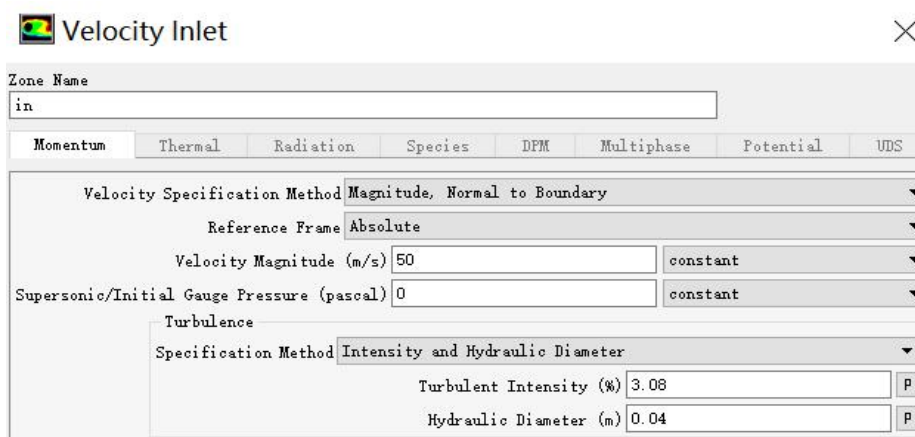 Velocity Inlet
Zone Name
in
Momentum Thermal Radiation Species DPM Multiphase Potential UDS
Velocity Specification Method Magnitude, Normal to Boundary
Reference Frame Absolute
Velocity Magnitude (m/s) 50 constant
Supersonic/Initial Gauge Pressure (pascal) 0 constant
Turbulence
Specification Method Intensity and Hydraulic Diameter
Turbulent Intensity (%) 3.08 P
Hydraulic Diameter (m) 0.04 P